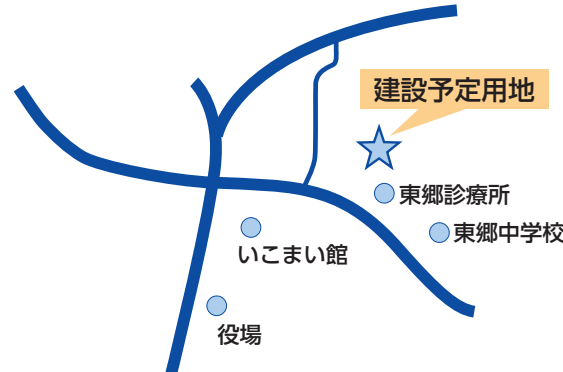 建設予定用地
東郷診療所
東郷中学校
いこまい館
役場